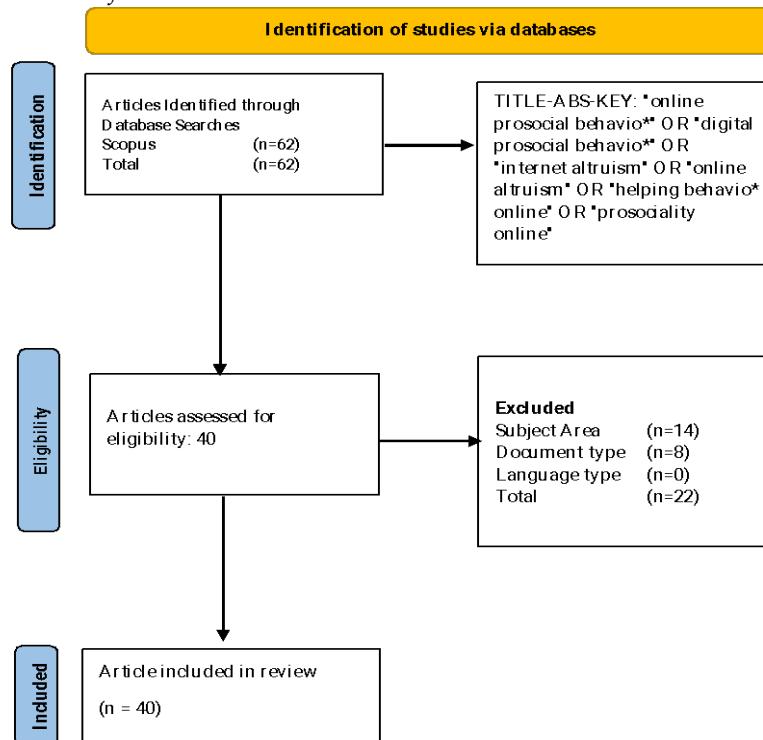 Identification of studies via databases
Identification
Articles Identified through
Database Searches
Scopus (n=62)
Total (n=62)
TITLE-ABS-KEY: "online
prosocial behavio*" OR "digital
prosocial behavio*" OR
"internet altruism" OR "online
altruism" OR "helping behavio*
online" OR "prosociality
online"
Eligibility
Articles assessed for
eligibility: 40
Excluded
Subject Area (n=14)
Document type (n=8)
Language type (n=0)
Total (n=22)
Included
Article included in review
(n = 40)